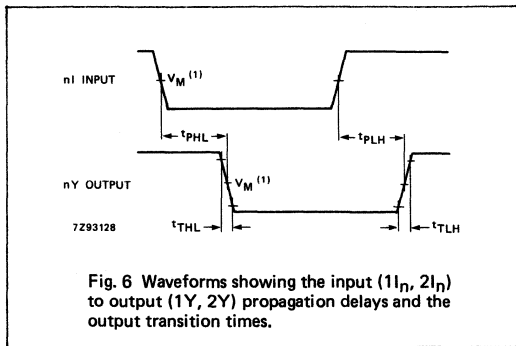 nI INPUT
VM (1)
tPHL
tPLH
nY OUTPUT
VM (1)
7Z93128
tTHL
tTLH
Fig. 6 Waveforms showing the input (1In, 2In)
to output (1Y, 2Y) propagation delays and the
output transition times.